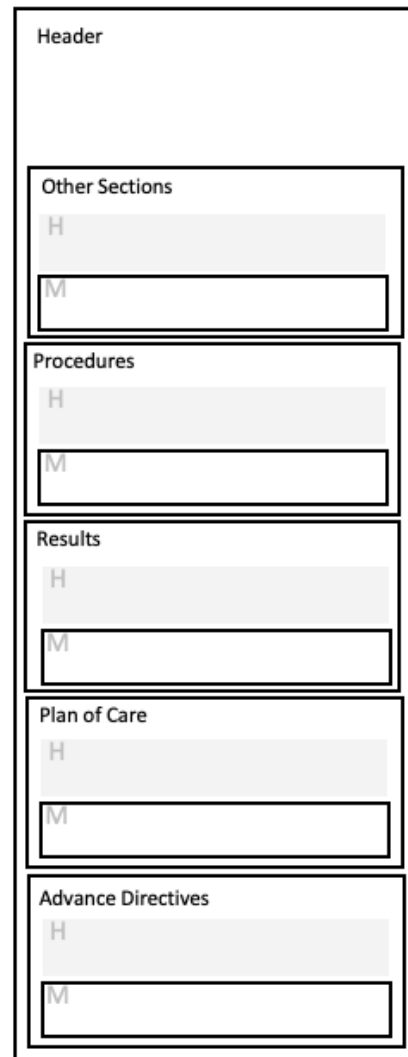 Header
Other Sections
H
M
Procedures
H
M
Results
H
M
Plan of Care
H
M
Advance Directives
H
M